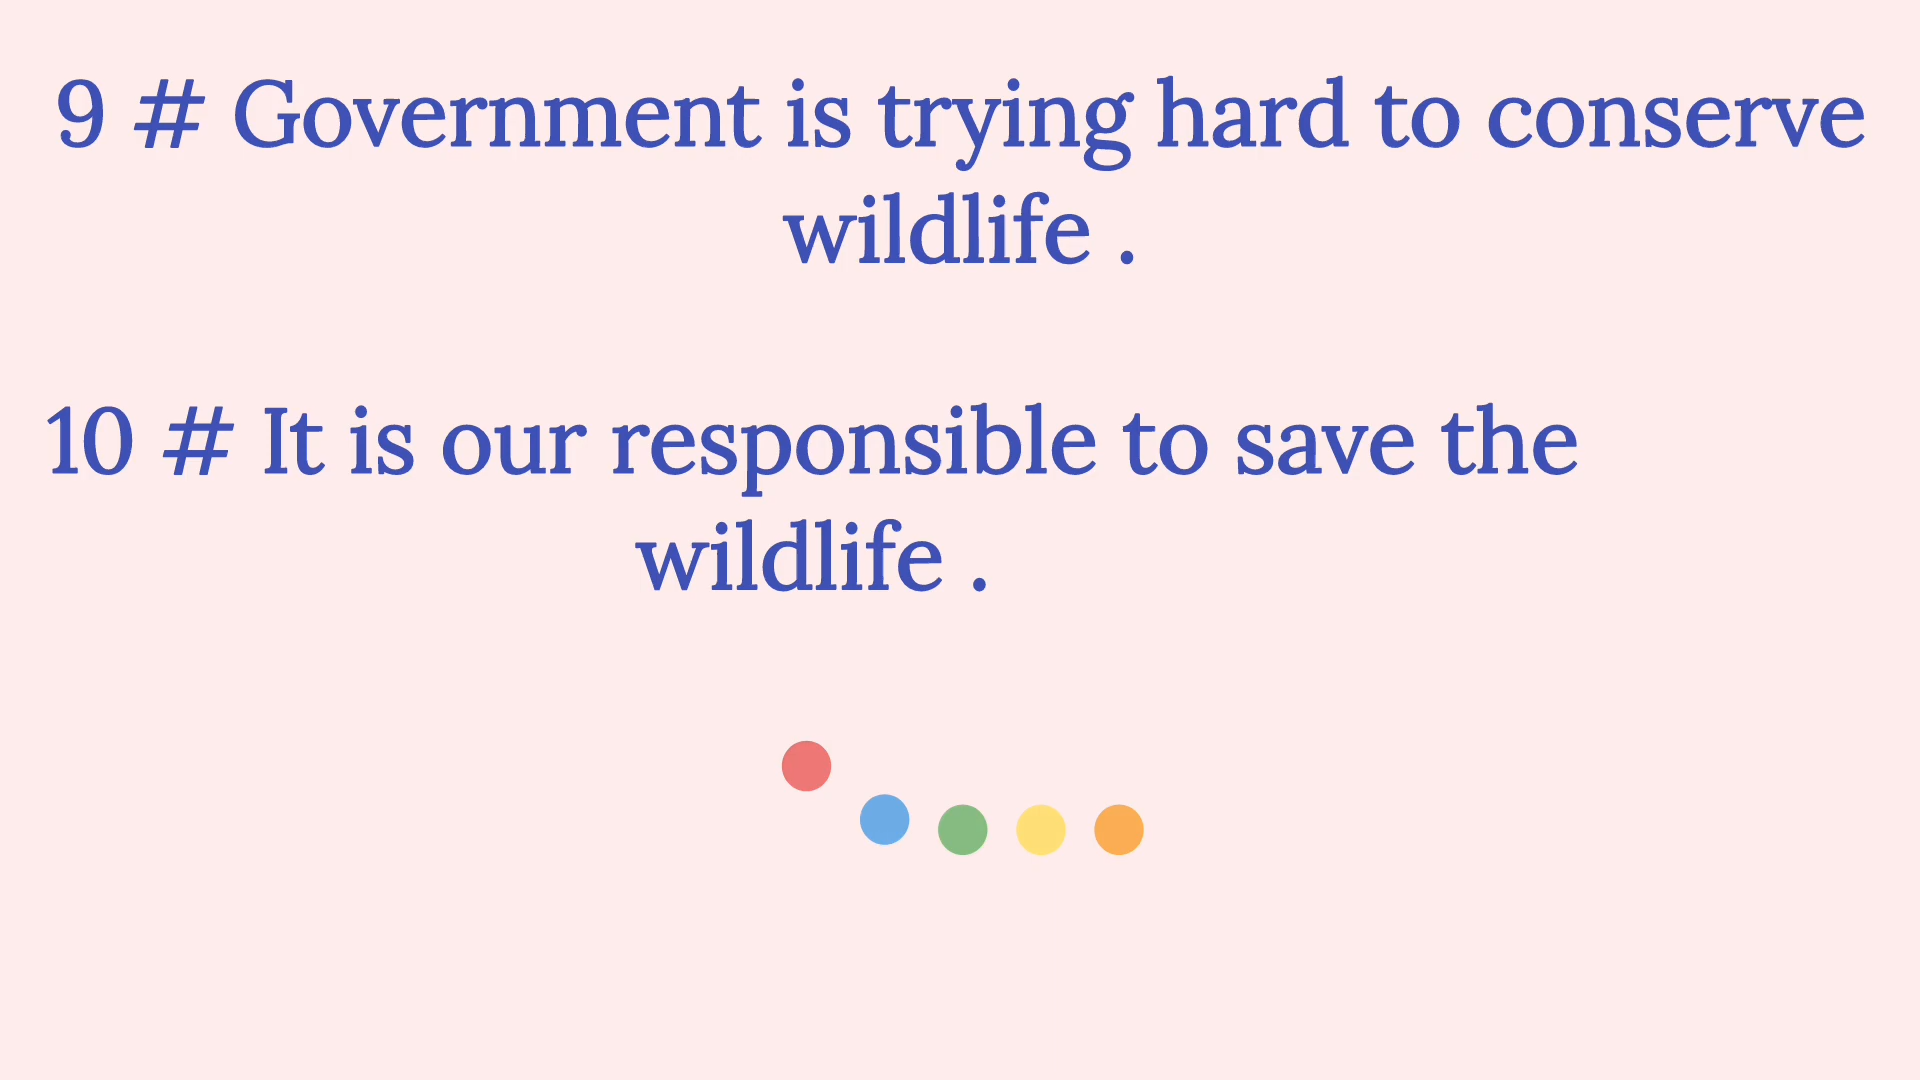 9 # Government is trying hard to conserve
wildlife .
10 # It is our responsible to save the
wildlife .